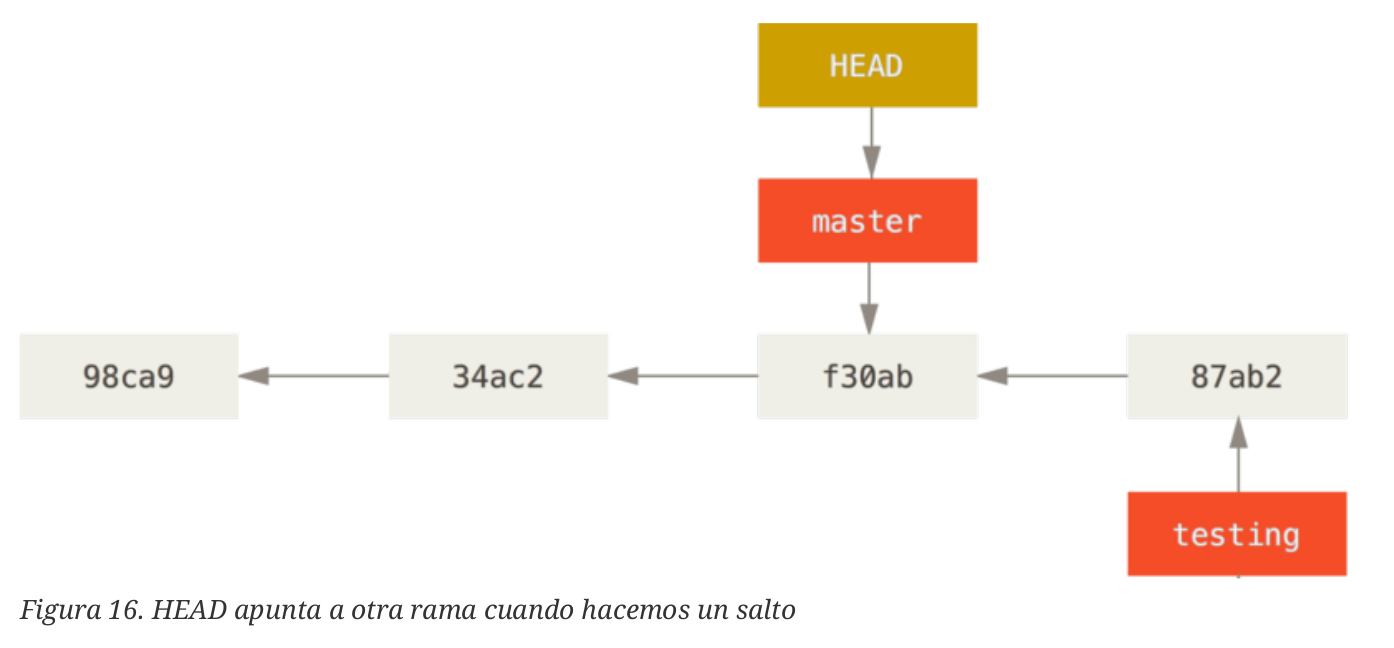 HEAD
master
98ca9 34ac2 f30ab 87ab2
testing
Figura 16. HEAD apunta a otra rama cuando hacemos un salto